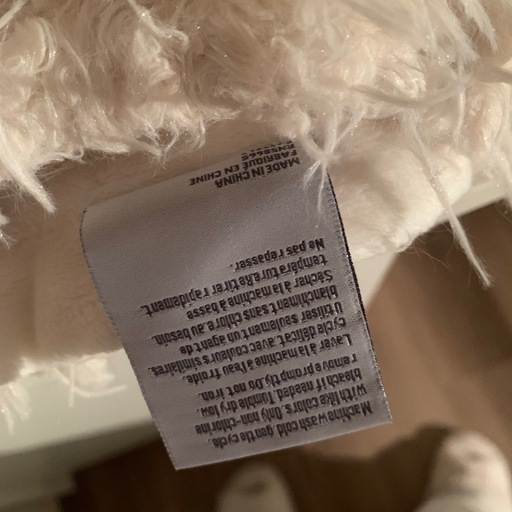 Machine wash cold gentle cycle.
with like colors. Only non-chlorine
bleach if needed. Tumble dry low.
remove promptly. Do not iron.
Laver à la machine à l'eau froide.
cycle délicat. avec couleurs similaires.
Utiliser seulement un agent de
blanchiment sans chlore. au besoin.
Sécher à la machine à basse
température. Retirer rapidement.
Ne pas repasser.
MADE IN CHINA
FABRIQUÉ EN CHINE